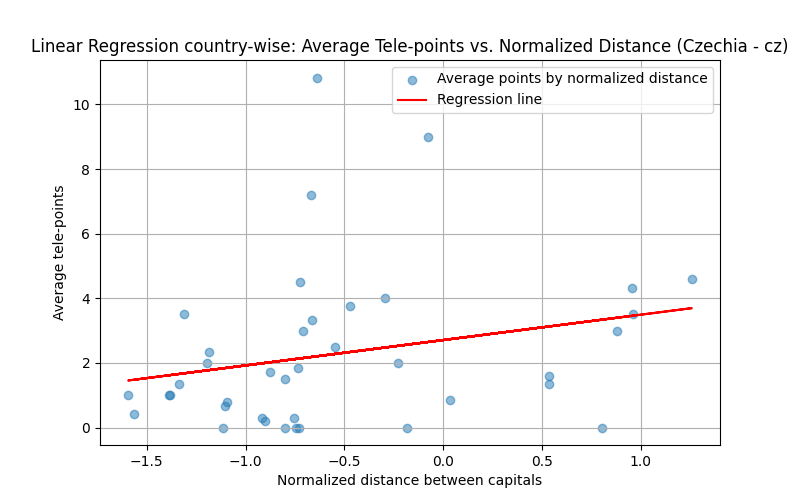 Linear Regression country-wise: Average Tele-points vs. Normalized Distance (Czechia - cz)
Average points by normalized distance
Regression line
Average tele-points
10
8
6
4
2
0
−1.5 −1.0 −0.5 0.0 0.5 1.0
Normalized distance between capitals